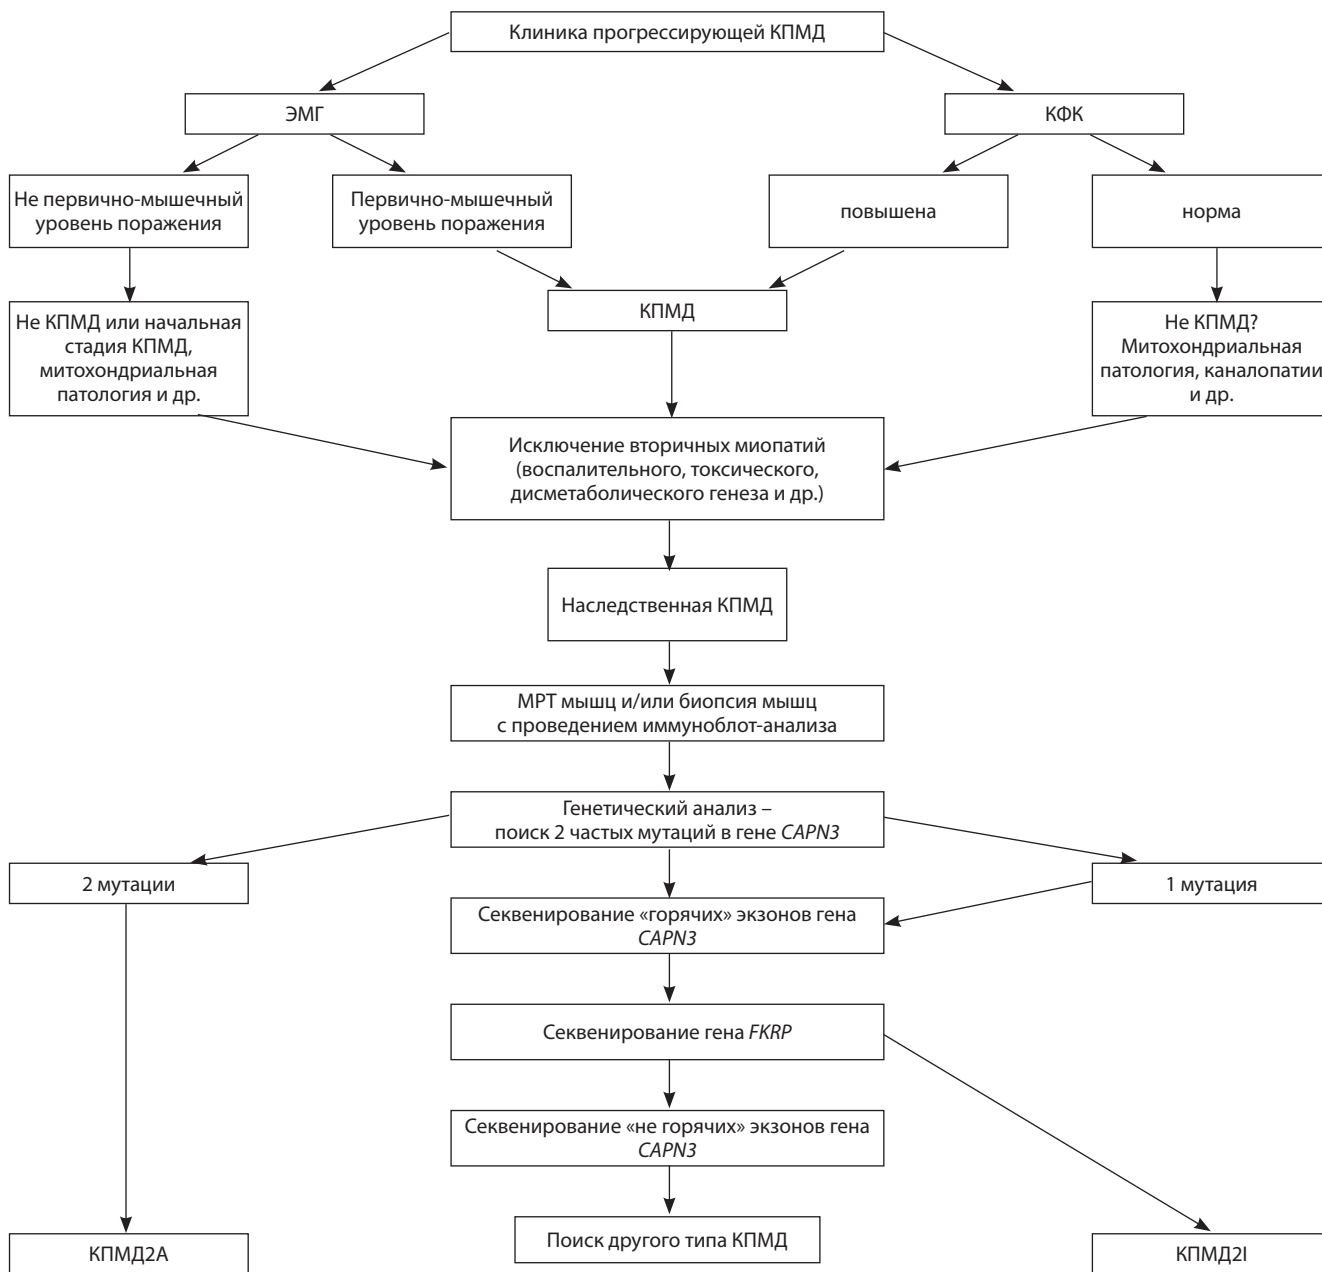 Клиника прогрессирующей КПМД
ЭМГ
КФК
Не первично-мышечный
уровень поражения
Первично-мышечный
уровень поражения
повышена
норма
КПМД
Не КПМД или начальная
стадия КПМД,
митохондриальная
патология и др.
Не КПМД?
Митохондриальная
патология, каналопатии
и др.
Исключение вторичных миопатий
(воспалительного, токсического,
дисметаболического генеза и др.)
Наследственная КПМД
МРТ мышц и/или биопсия мышц
с проведением иммуноблот-анализа
Генетический анализ –
поиск 2 частых мутаций в гене CAPN3
2 мутации
1 мутация
Секвенирование «горячих» экзонов гена
CAPN3
Секвенирование гена FKRP
Секвенирование «не горячих» экзонов гена
CAPN3
КПМД2А
Поиск другого типа КПМД
КПМД2I